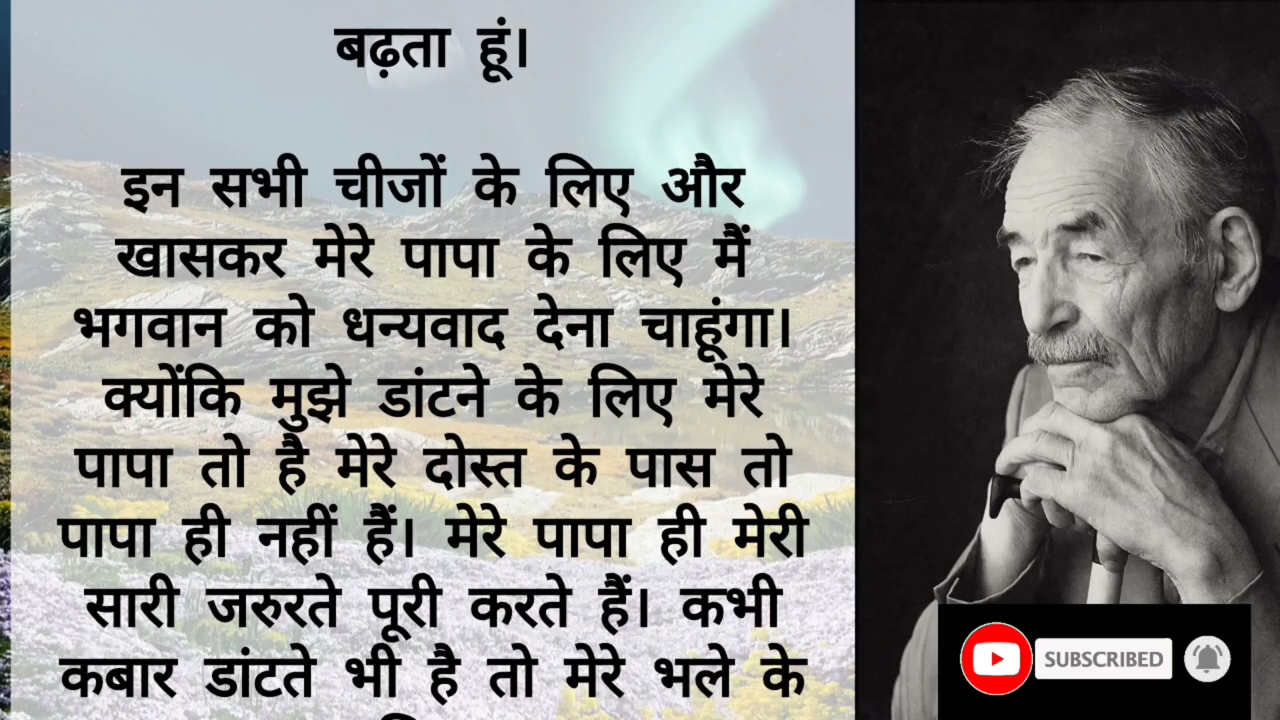 बढ़ता हूं।
इन सभी चीजों के लिए और
खासकर मेरे पापा के लिए मैं
भगवान को धन्यवाद देना चाहूंगा।
क्योंकि मुझे डांटने के लिए मेरे
पापा तो है मेरे दोस्त के पास तो
पापा ही नहीं हैं। मेरे पापा ही मेरी
सारी जरुरते पूरी करते हैं। कभी
कबार डांटते भी है तो मेरे भले के
SUBSCRIBED